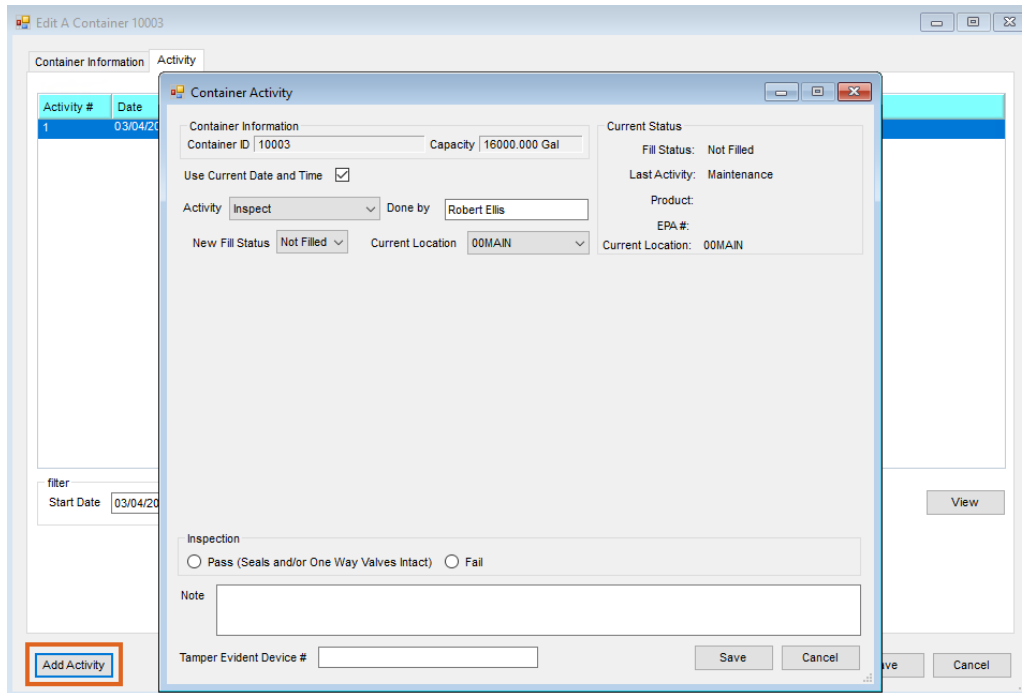 Edit A Container 10003
Container Information Activity
Activity # Date
1 03/04/20
Container Activity
Container Information
Container ID 10003 Capacity 16000.000 Gal
Use Current Date and Time
Activity Inspect Done by Robert Ellis
New Fill Status Not Filled Current Location 00MAIN
Current Status
Fill Status: Not Filled
Last Activity: Maintenance
Product:
EPA #:
Current Location: 00MAIN
filter
Start Date 03/04/20
View
Inspection
Pass (Seals and/or One Way Valves Intact) Fail
Note
Tamper Evident Device # Save Cancel
Add Activity ve Cancel